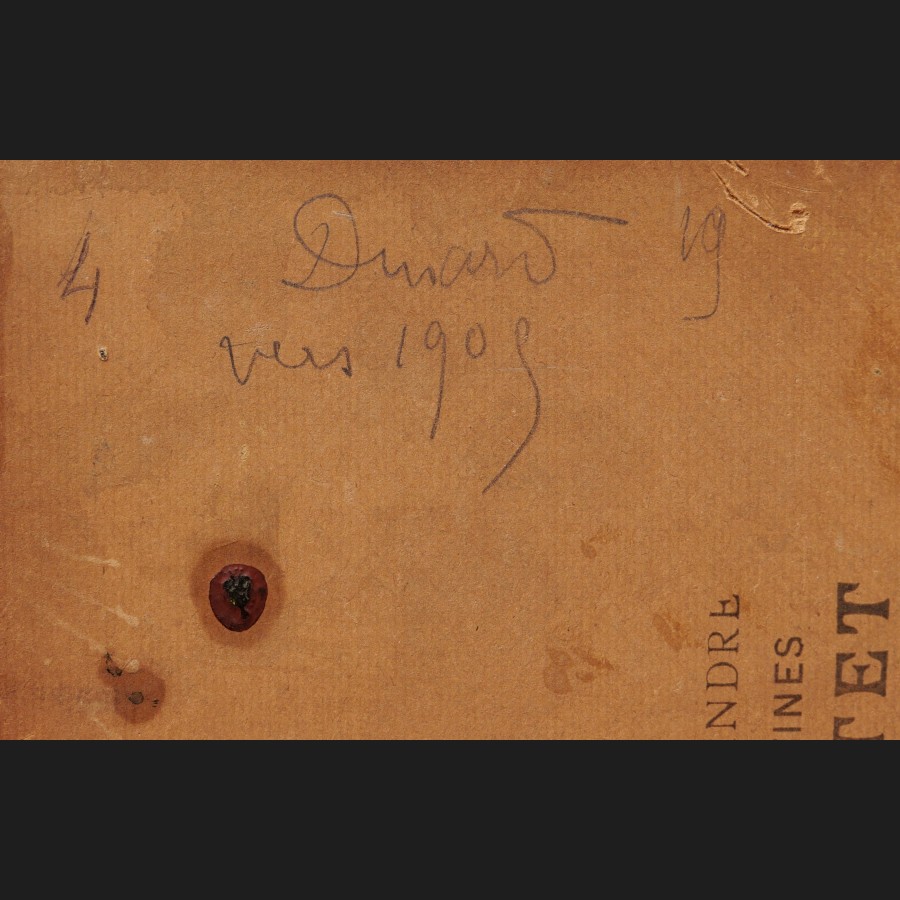 4 Dinard 19
vers 1909
NDRE
INES
TET